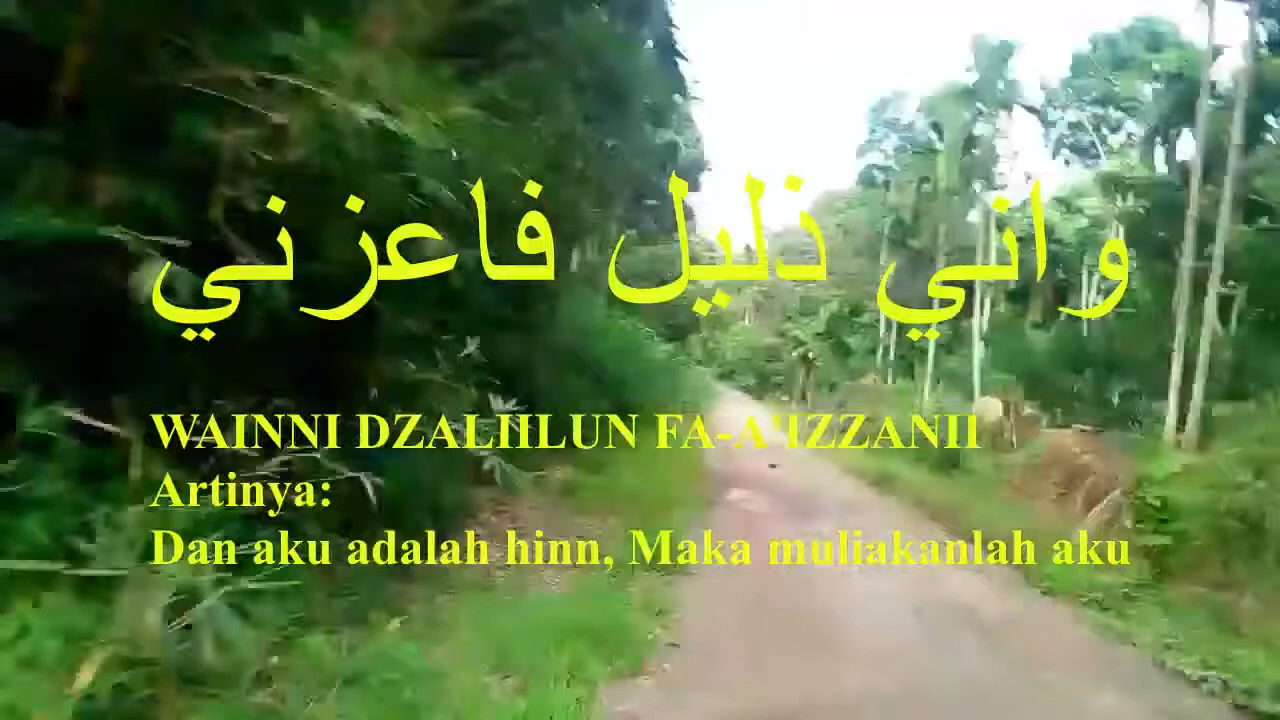 واني ذليل فاعزني
WAINNI DZALIILUN FA-A'IZZANII
Artinya:
Dan aku adalah hinn, Maka muliakanlah aku